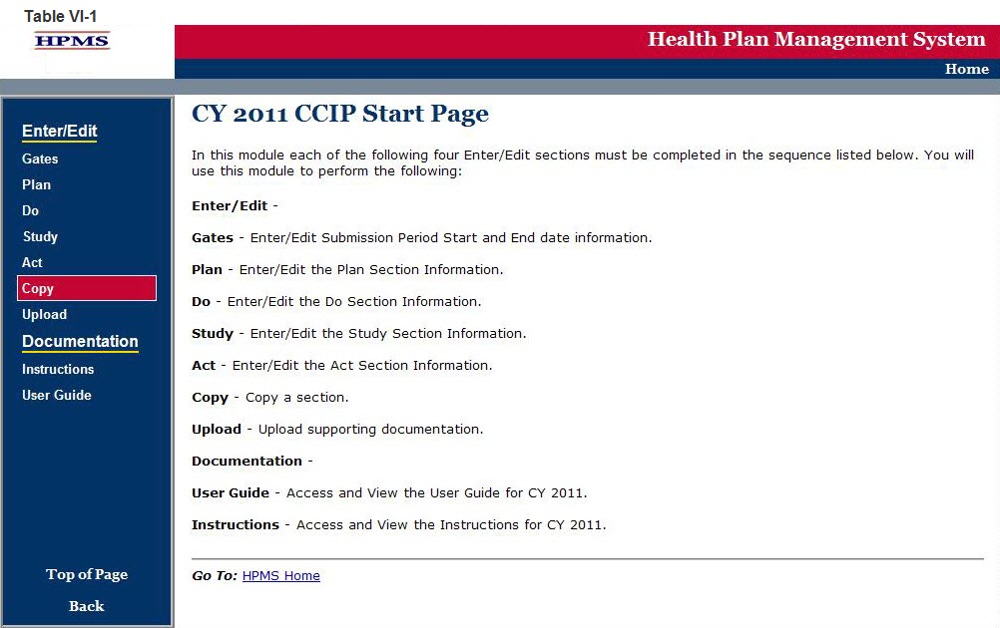 Table VI-1
HPMS
Health Plan Management System
Home
Enter/Edit
Gates
Plan
Do
Study
Act
Copy
Upload
Documentation
Instructions
User Guide
Top of Page
Back
CY 2011 CCIP Start Page
In this module each of the following four Enter/Edit sections must be completed in the sequence listed below. You will
use this module to perform the following:
Enter/Edit -
Gates - Enter/Edit Submission Period Start and End date information.
Plan - Enter/Edit the Plan Section Information.
Do - Enter/Edit the Do Section Information.
Study - Enter/Edit the Study Section Information.
Act - Enter/Edit the Act Section Information.
Copy - Copy a section.
Upload - Upload supporting documentation.
Documentation -
User Guide - Access and View the User Guide for CY 2011.
Instructions - Access and View the Instructions for CY 2011.
Go To: HPMS Home